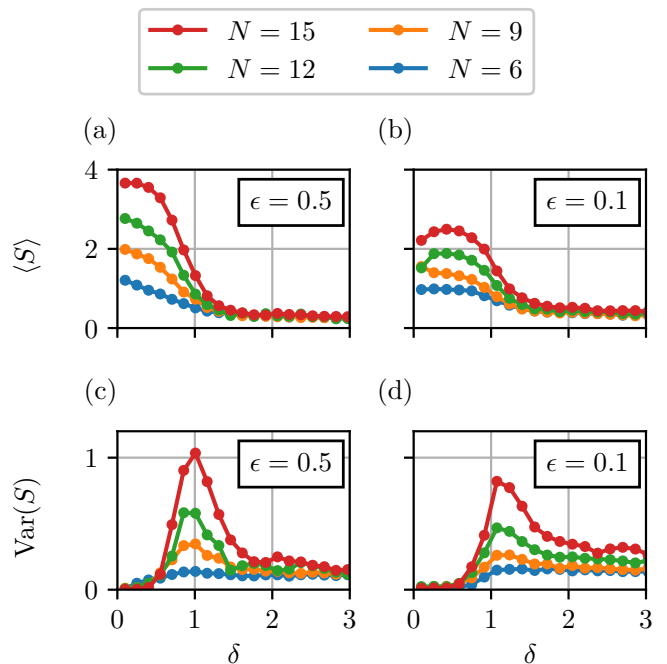 N = 15 N = 9
N = 12 N = 6
(a) (b)
4
2
0
⟨S⟩
ϵ = 0.5 ϵ = 0.1
(c) (d)
1
0
Var(S)
ϵ = 0.5 ϵ = 0.1
0 1 2 3 0 1 2 3
δ δ